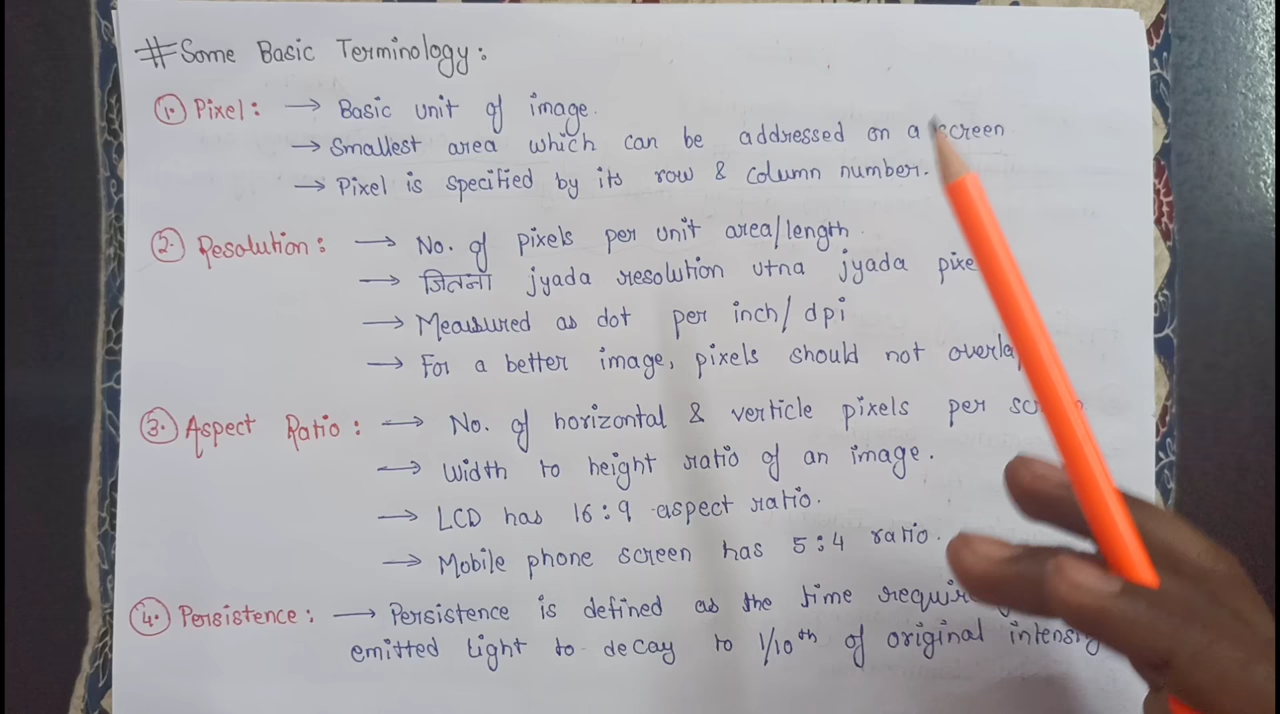 # Some Basic Terminology:
1. Pixel: → Basic unit of image.
→ Smallest area which can be addressed on a screen
→ Pixel is specified by its row & column number.
2. Resolution: → No. of pixels per unit area/length.
→ जितना jyada resolution utna jyada pixe
→ Measured as dot per inch/dpi
→ For a better image, pixels should not overla
3. Aspect Ratio: → No. of horizontal & verticle pixels per
→ Width to height ratio of an image.
→ LCD has 16:9 aspect ratio.
→ Mobile phone screen has 5:4 ratio.
4. Persistence: → Persistence is defined as the time require
emitted light to decay to 1/10th of original intensity